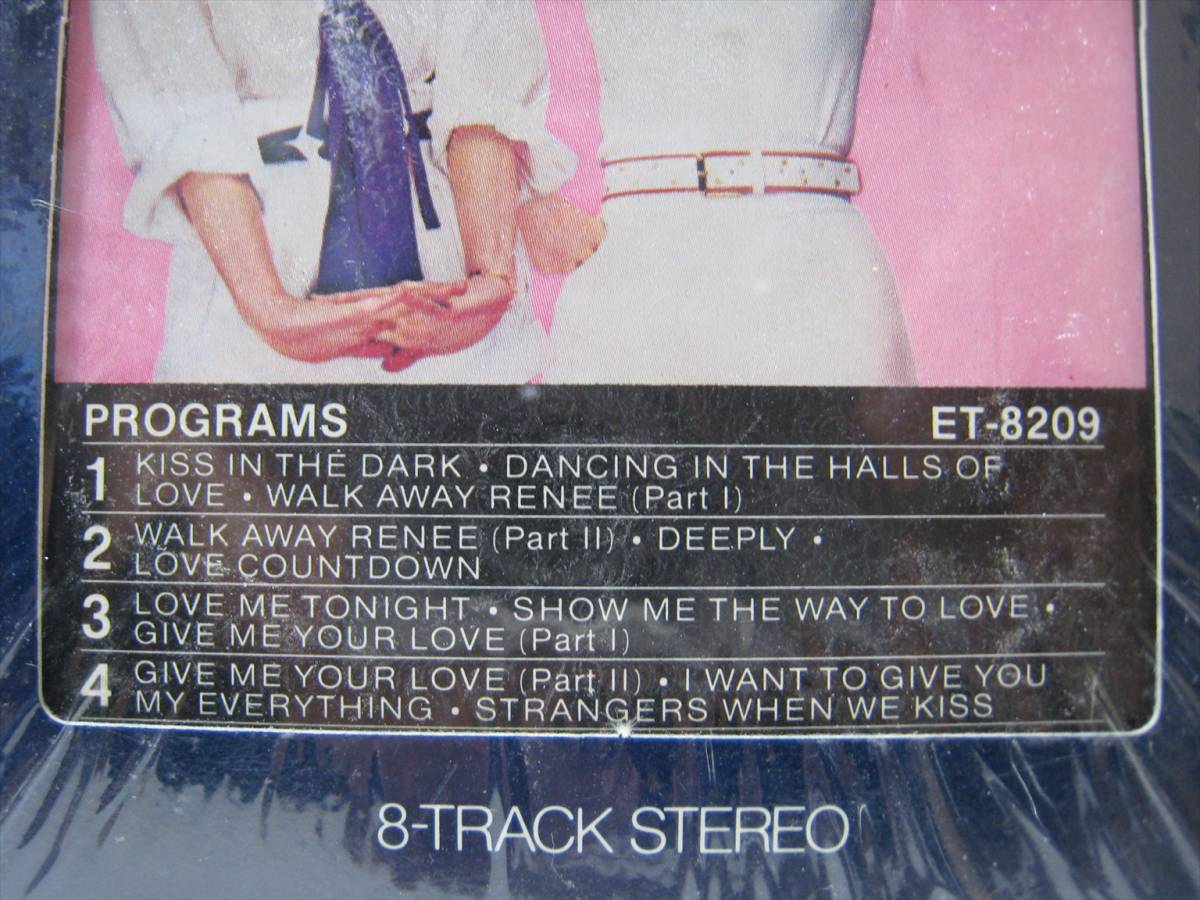 PROGRAMS ET-8209
1 KISS IN THE DARK • DANCING IN THE HALLS OF
LOVE • WALK AWAY RENEE (Part I)
2 WALK AWAY RENEE (Part II) • DEEPLY •
LOVE COUNTDOWN
3 LOVE ME TONIGHT • SHOW ME THE WAY TO LOVE •
GIVE ME YOUR LOVE (Part I)
4 GIVE ME YOUR LOVE (Part II) • I WANT TO GIVE YOU
MY EVERYTHING • STRANGERS WHEN WE KISS
8-TRACK STEREO